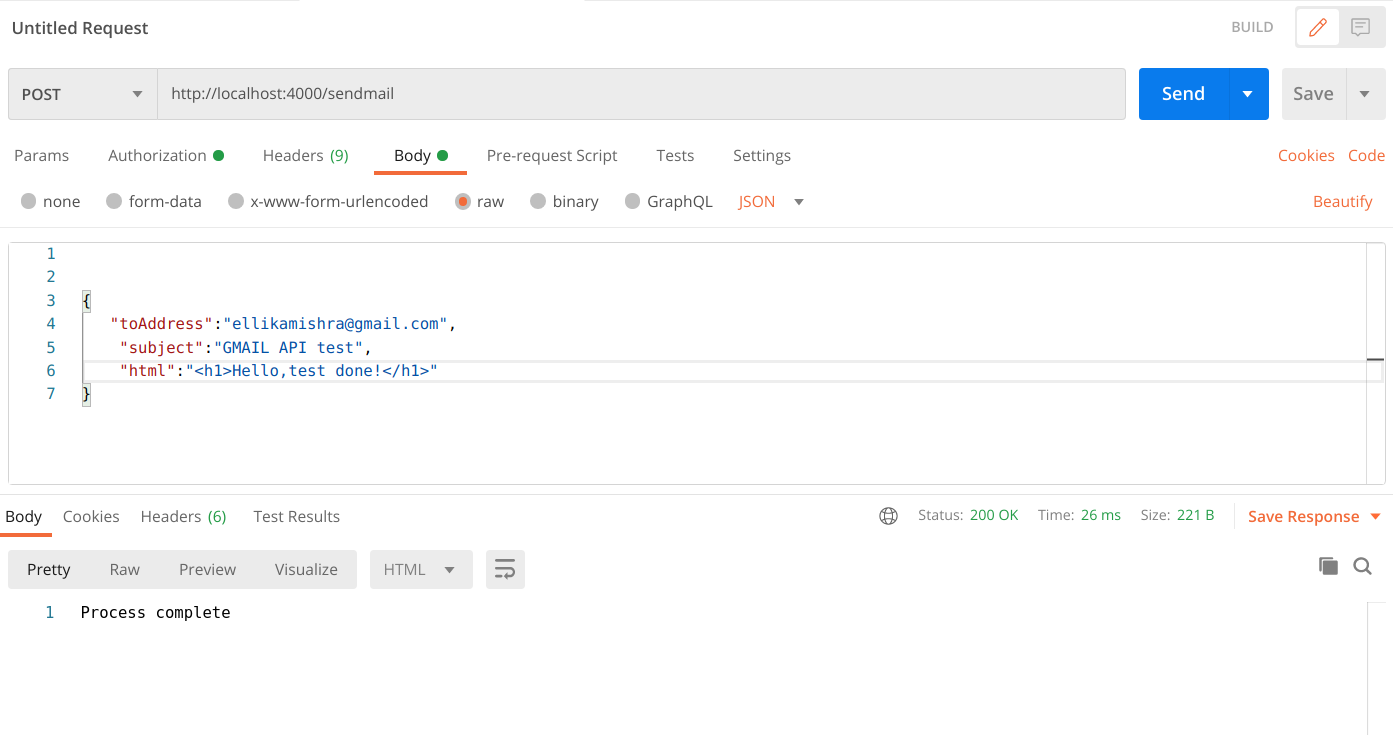 Untitled Request
BUILD
POST http://localhost:4000/sendmail Send Save
Params Authorization Headers (9) Body Pre-request Script Tests Settings Cookies Code
none form-data x-www-form-urlencoded raw binary GraphQL JSON Beautify
1
2
3 {
4 "toAddress":"ellikamishra@gmail.com",
5 "subject":"GMAIL API test",
6 "html":"<h1>Hello,test done!</h1>"
7 }
Body Cookies Headers (6) Test Results Status: 200 OK Time: 26 ms Size: 221 B Save Response
Pretty Raw Preview Visualize HTML
1 Process complete